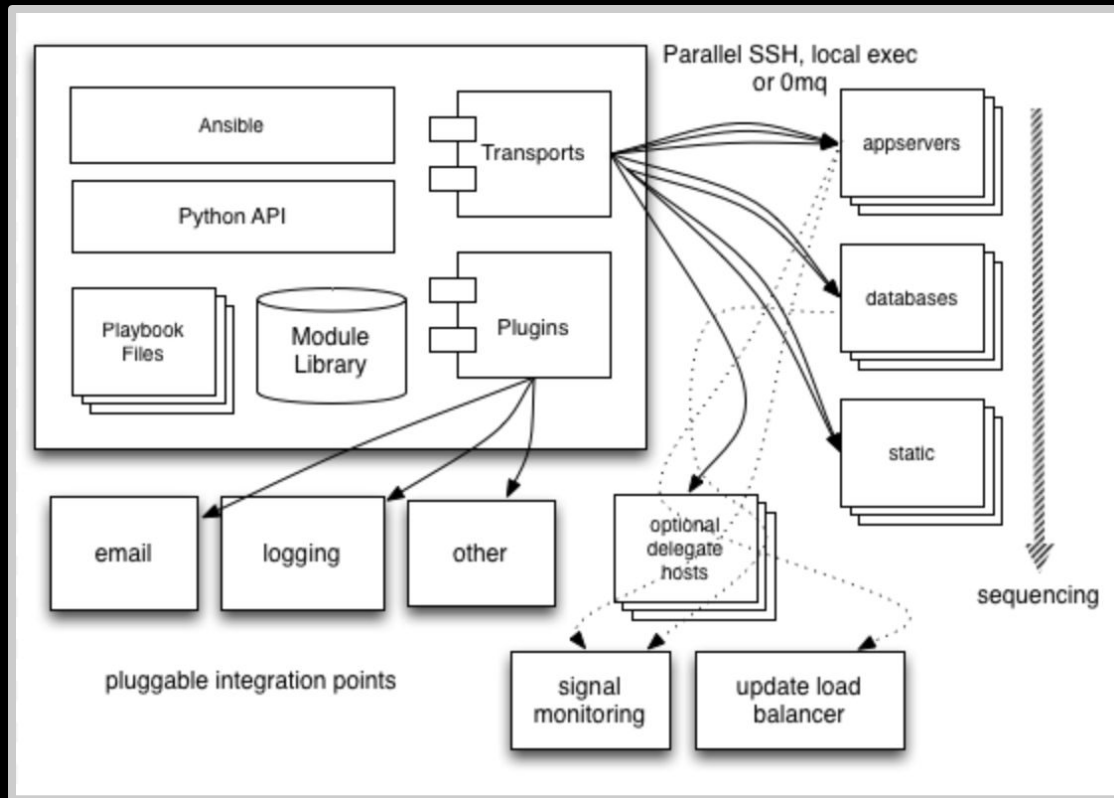 Parallel SSH, local exec
or 0mq
Ansible
Transports
appservers
Python API
databases
Playbook
Files
Module
Library
Plugins
static
email
logging
other
optional
delegate
hosts
sequencing
pluggable integration points
signal
monitoring
update load
balancer